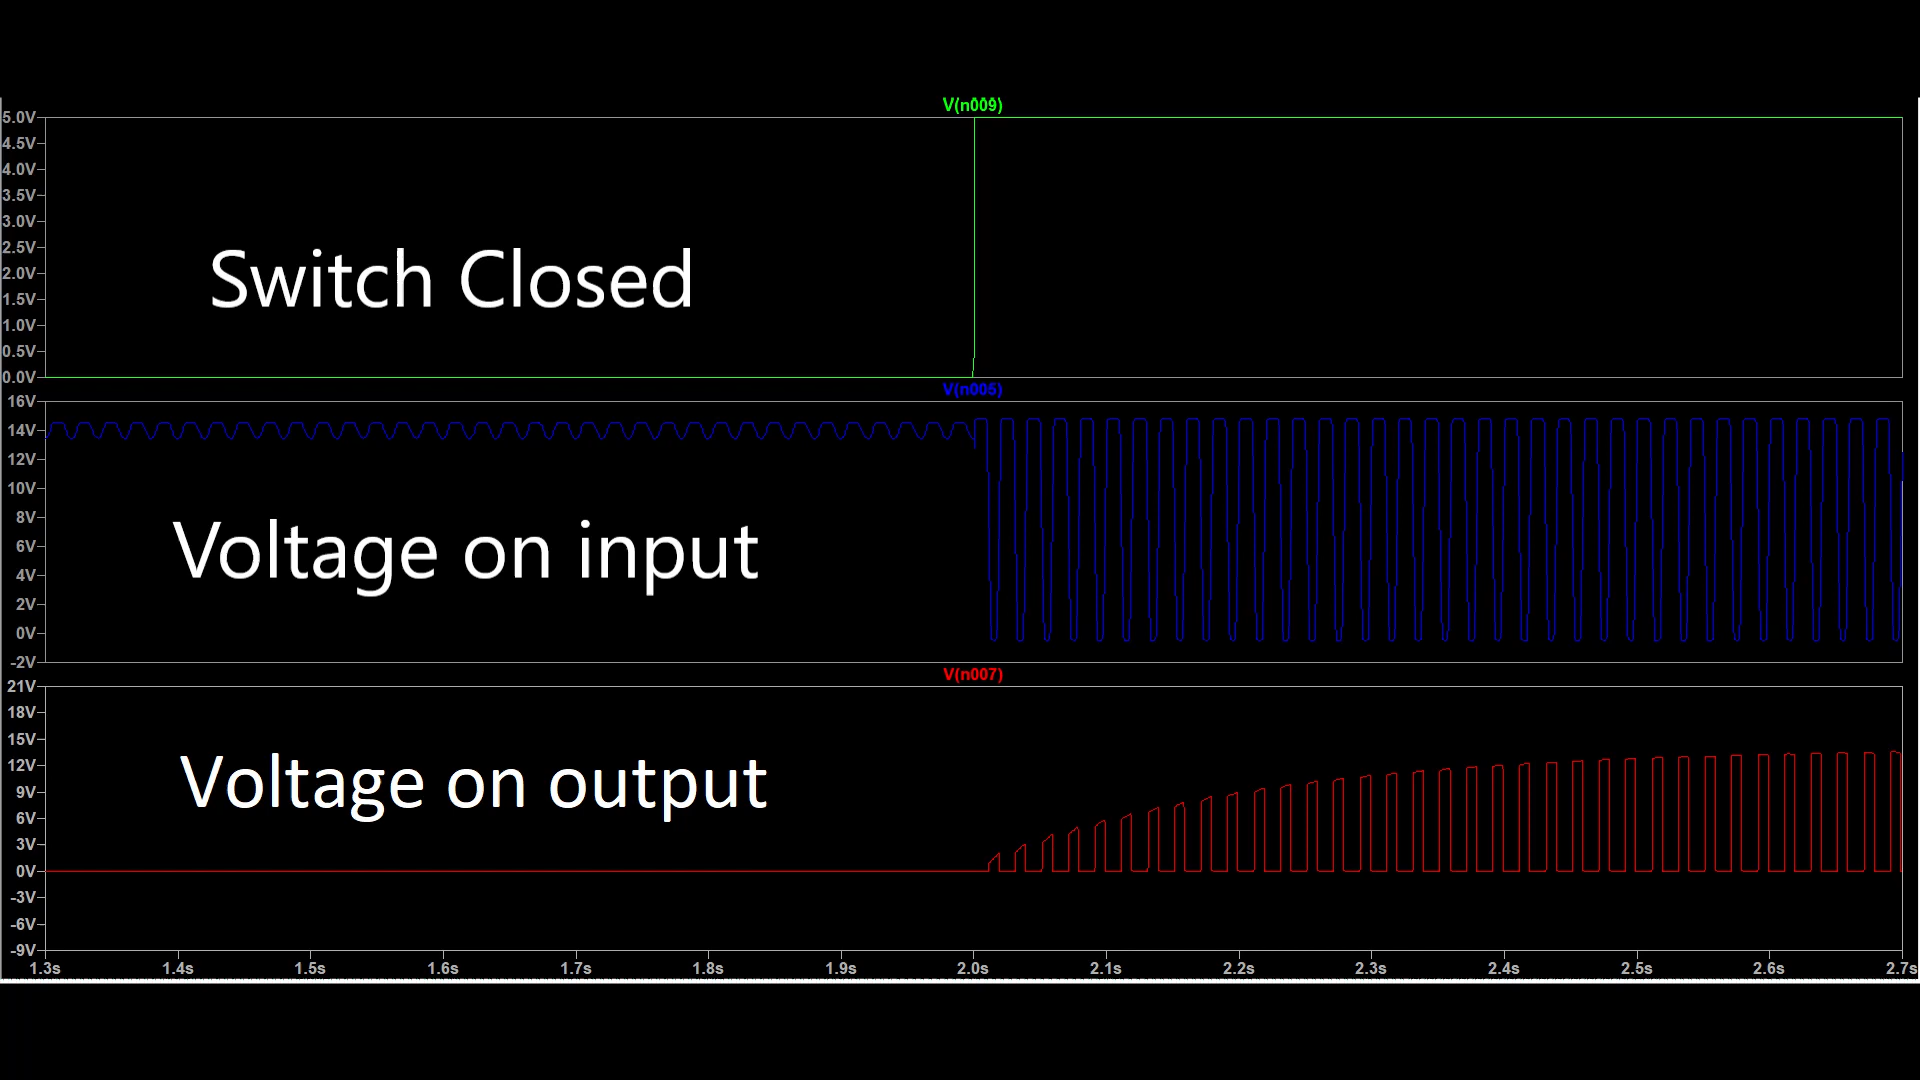 V(n009)
5.0V
4.5V
4.0V
3.5V
3.0V
2.5V
2.0V
1.5V
1.0V
0.5V
0.0V
Switch Closed
V(n005)
16V
14V
12V
10V
8V
6V
4V
2V
0V
-2V
Voltage on input
V(n007)
21V
18V
15V
12V
9V
6V
3V
0V
-3V
-6V
-9V
Voltage on output
1.3s 1.4s 1.5s 1.6s 1.7s 1.8s 1.9s 2.0s 2.1s 2.2s 2.3s 2.4s 2.5s 2.6s 2.7s